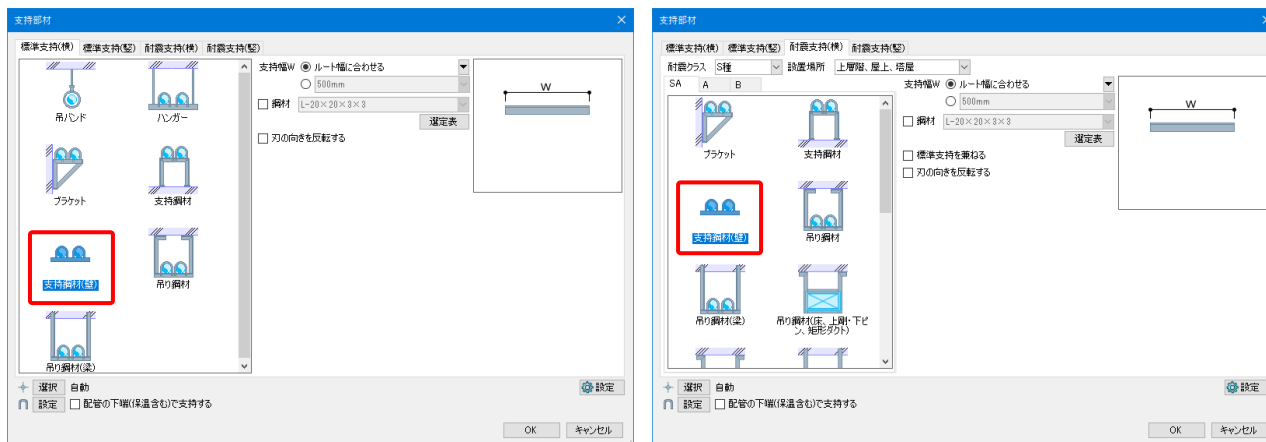 支持部材
標準支持(横) 標準支持(竪) 耐震支持(横) 耐震支持(竪)
吊バンド
ハンガー
ブラケット
支持鋼材
支持鋼材(壁)
吊り鋼材
吊り鋼材(梁)
支持幅W ルート幅に合わせる
500mm
鋼材 L-20×20×3×3
選定表
刃の向きを反転する
W
選択 自動
設定 配管の下端(保温含む)で支持する
設定
OK キャンセル
支持部材
標準支持(横) 標準支持(竪) 耐震支持(横) 耐震支持(竪)
耐震クラス S種 設置場所 上層階、屋上、塔屋
SA A B
ブラケット
支持鋼材
支持鋼材(壁)
吊り鋼材
吊り鋼材(梁)
吊り鋼材(床、上剛・下ピ
ン、矩形ダクト)
支持幅W ルート幅に合わせる
500mm
鋼材 L-20×20×3×3
選定表
標準支持を兼ねる
刃の向きを反転する
W
選択 自動
設定 配管の下端(保温含む)で支持する
設定
OK キャンセル